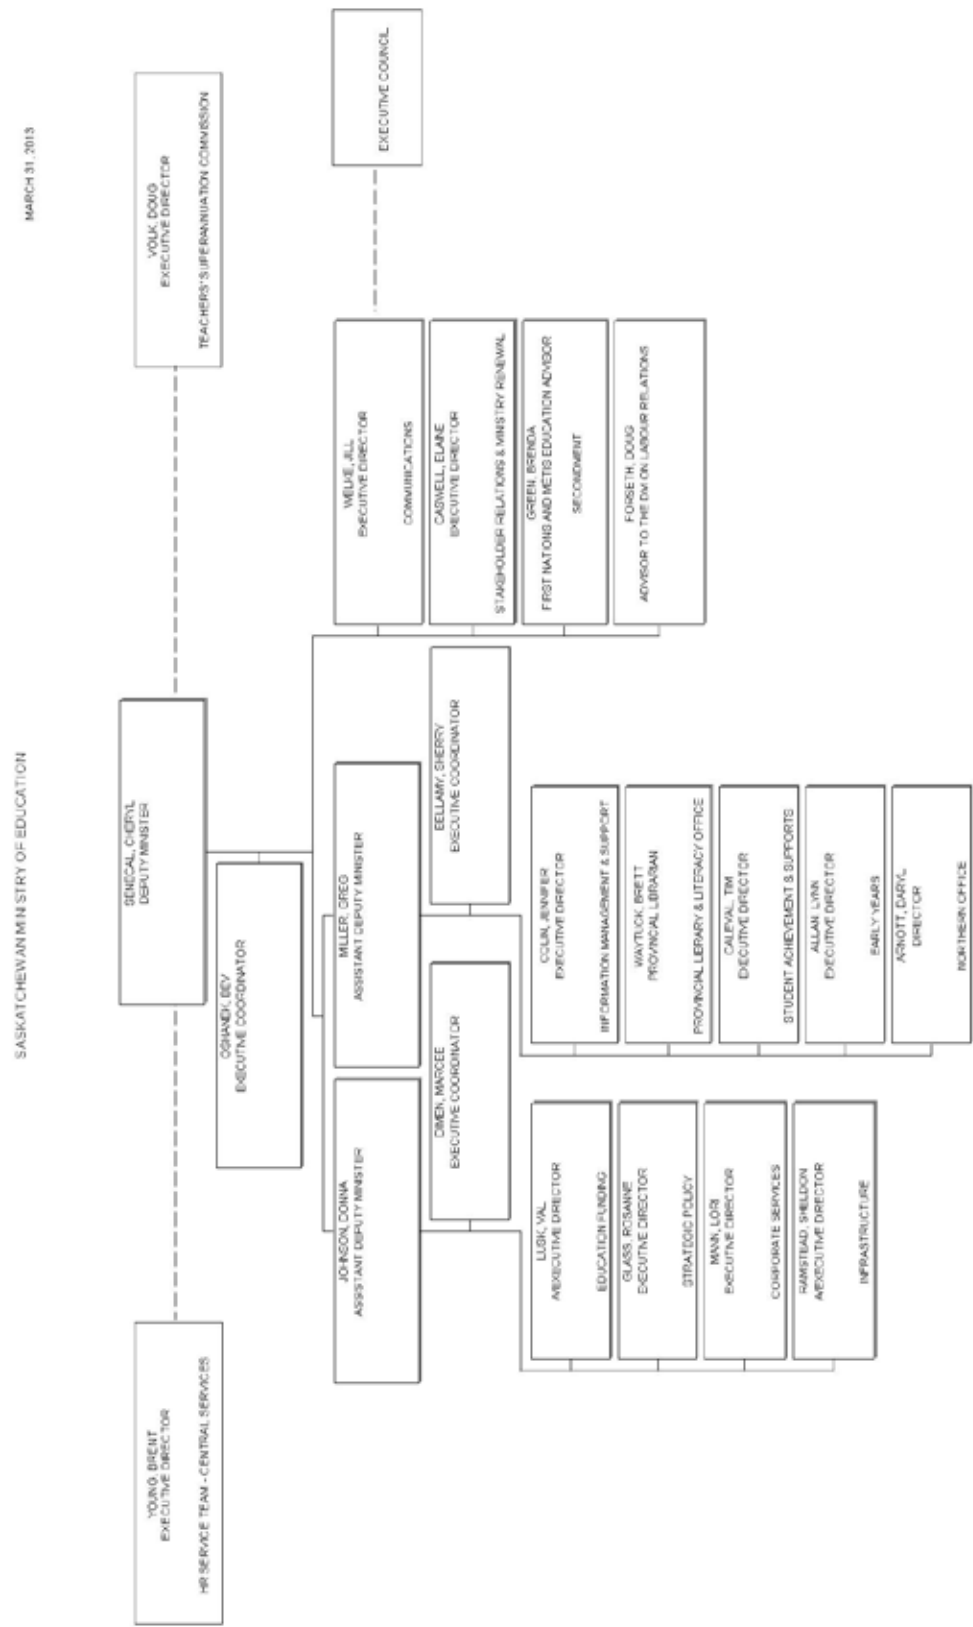 SASKATCHEWAN MINISTRY OF EDUCATION
MARCH 31, 2013
YOUNG, BRENT
EXECUTIVE DIRECTOR
HR SERVICE TEAM - CENTRAL SERVICES
SENECAL, CHERYL
DEPUTY MINISTER
VOLK, DOUG
EXECUTIVE DIRECTOR
TEACHERS' SUPERANNUATION COMMISSION
OSHANEK, BEV
EXECUTIVE COORDINATOR
JOHNSON, DONNA
ASSISTANT DEPUTY MINISTER
MILLER, GREG
ASSISTANT DEPUTY MINISTER
WELKE, JILL
EXECUTIVE DIRECTOR
COMMUNICATIONS
EXECUTIVE COUNCIL
DIMEN, MARCEE
EXECUTIVE COORDINATOR
BELLAMY, SHERRY
EXECUTIVE COORDINATOR
CASWELL, ELAINE
EXECUTIVE DIRECTOR
STAKEHOLDER RELATIONS & MINISTRY RENEWAL
GREEN, BRENDA
FIRST NATIONS AND METIS EDUCATION ADVISOR
SECONDMENT
FORSETH, DOUG
ADVISOR TO THE DM ON LABOUR RELATIONS
LUSK, VAL
A/EXECUTIVE DIRECTOR
EDUCATION FUNDING
GLASS, ROSANNE
EXECUTIVE DIRECTOR
STRATEGIC POLICY
MANN, LORI
EXECUTIVE DIRECTOR
CORPORATE SERVICES
RAMSTEAD, SHELDON
A/EXECUTIVE DIRECTOR
INFRASTRUCTURE
COLIN, JENNIFER
EXECUTIVE DIRECTOR
INFORMATION MANAGEMENT & SUPPORT
WAYTUCK, BRETT
PROVINCIAL LIBRARIAN
PROVINCIAL LIBRARY & LITERACY OFFICE
CALEVAL, TIM
EXECUTIVE DIRECTOR
STUDENT ACHIEVEMENT & SUPPORTS
ALLAN, LYNN
EXECUTIVE DIRECTOR
EARLY YEARS
ARNOTT, DARYL
DIRECTOR
NORTHERN OFFICE